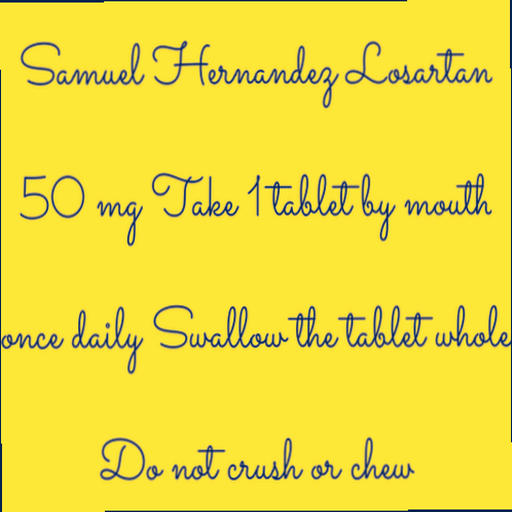 Samuel Hernandez Losartan
50 mg Take 1 tablet by mouth
once daily Swallow the tablet whole
Do not crush or chew